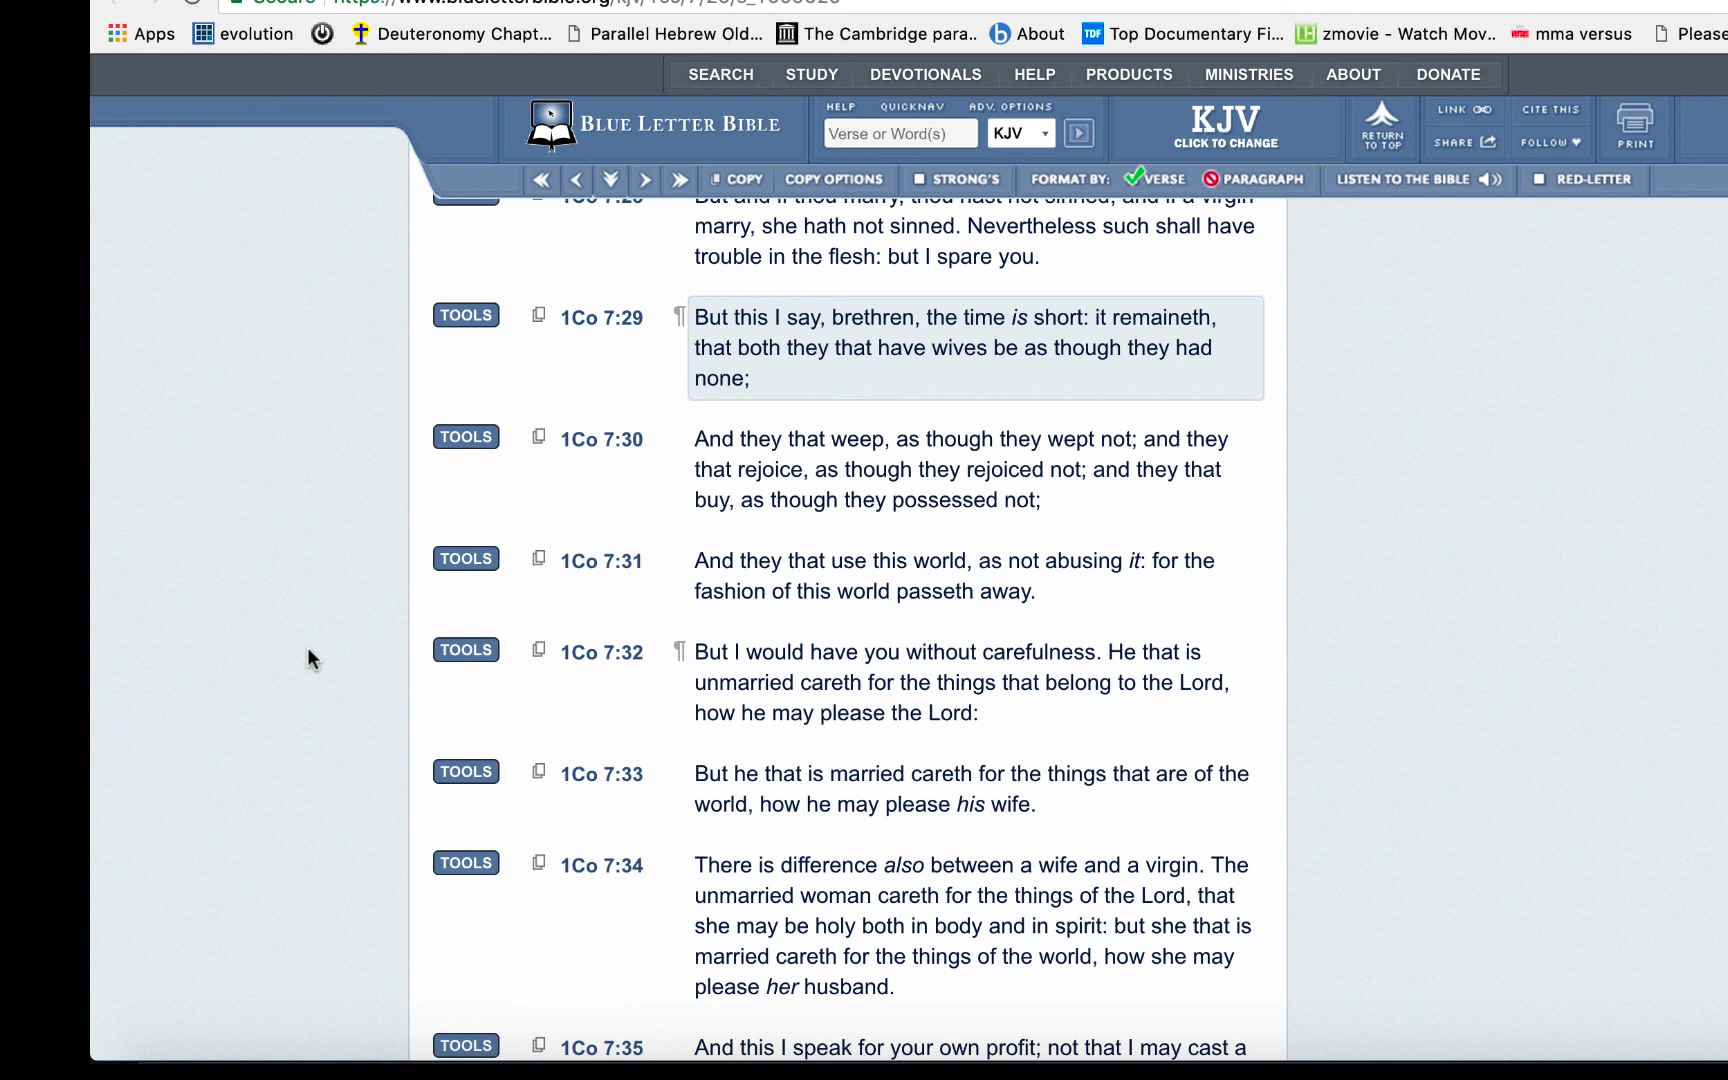 Apps evolution Deuteronomy Chapt... Parallel Hebrew Old... The Cambridge para.. About TDF Top Documentary Fi... zmovie - Watch Mov.. mma versus Please
SEARCH STUDY DEVOTIONALS HELP PRODUCTS MINISTRIES ABOUT DONATE
BLUE LETTER BIBLE
HELP QUICKNAV ADV. OPTIONS
Verse or Word(s) KJV
KJV
CLICK TO CHANGE
RETURN
TO TOP
LINK CITE THIS
SHARE FOLLOW
PRINT
COPY COPY OPTIONS STRONG'S FORMAT BY: VERSE PARAGRAPH LISTEN TO THE BIBLE RED-LETTER
But and if thou marry, thou hast not sinned; and if a virgin
marry, she hath not sinned. Nevertheless such shall have
trouble in the flesh: but I spare you.
TOOLS 1Co 7:29 ¶ But this I say, brethren, the time is short: it remaineth,
that both they that have wives be as though they had
none;
TOOLS 1Co 7:30 And they that weep, as though they wept not; and they
that rejoice, as though they rejoiced not; and they that
buy, as though they possessed not;
TOOLS 1Co 7:31 And they that use this world, as not abusing it: for the
fashion of this world passeth away.
TOOLS 1Co 7:32 ¶ But I would have you without carefulness. He that is
unmarried careth for the things that belong to the Lord,
how he may please the Lord:
TOOLS 1Co 7:33 But he that is married careth for the things that are of the
world, how he may please his wife.
TOOLS 1Co 7:34 There is difference also between a wife and a virgin. The
unmarried woman careth for the things of the Lord, that
she may be holy both in body and in spirit: but she that is
married careth for the things of the world, how she may
please her husband.
TOOLS 1Co 7:35 And this I speak for your own profit; not that I may cast a